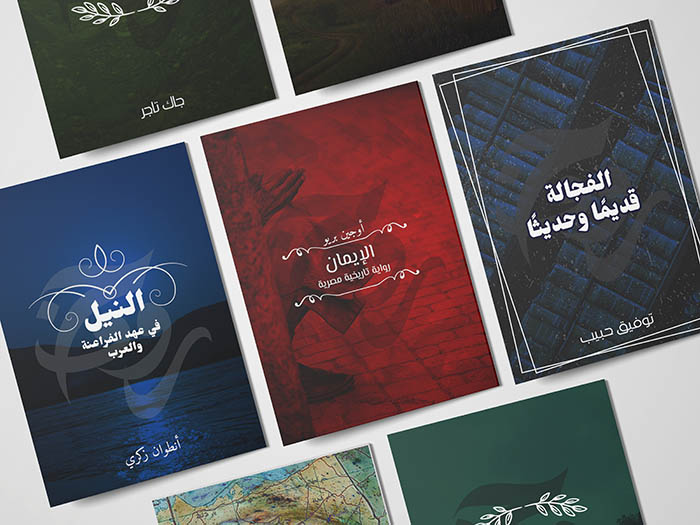 جاك تاجر
الفجالة
قديمًا وحديثًا
توفيق حبيب
أوجين بريو
الإيمان
رواية تاريخية مصرية
النيل
في عهد الفراعنة
والعرب
أنطوان زكري